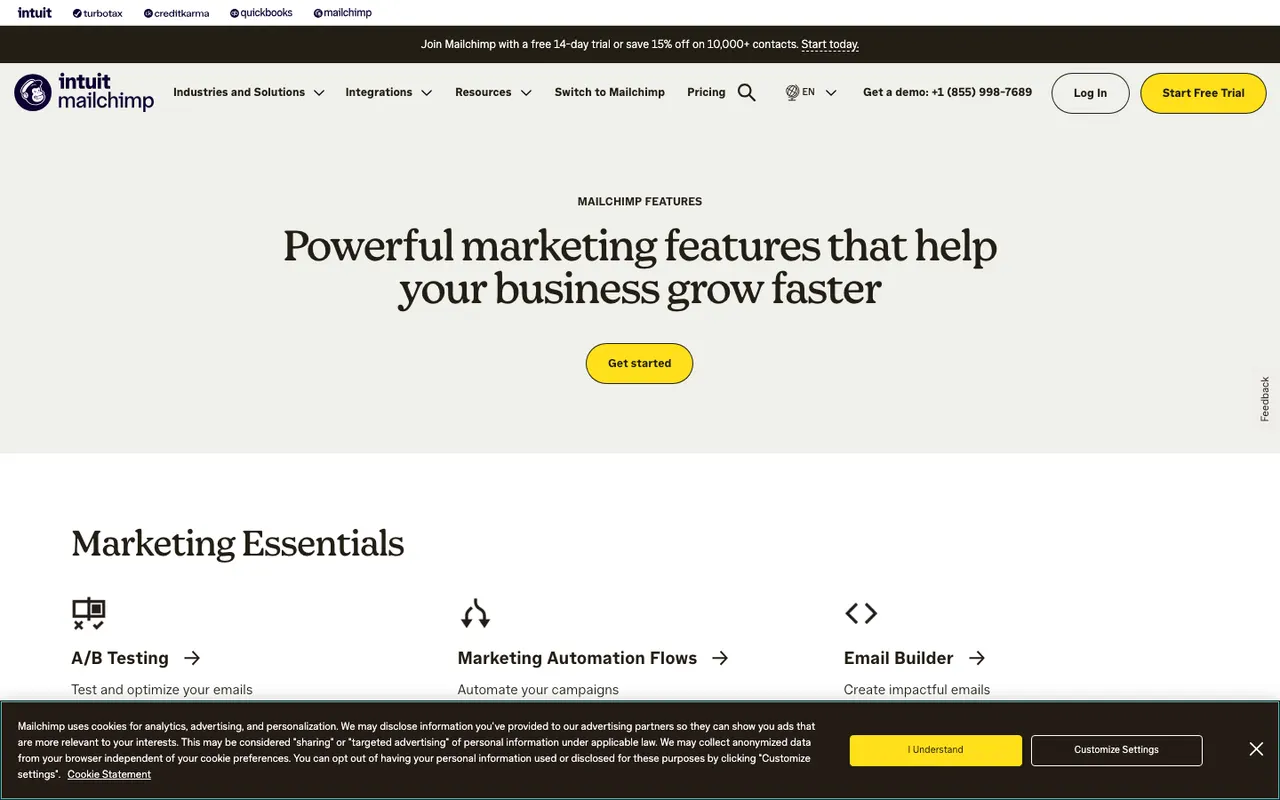 intuit turbotax creditkarma quickbooks mailchimp
Join Mailchimp with a free 14-day trial or save 15% off on 10,000+ contacts. Start today.
intuit
mailchimp
Industries and Solutions Integrations Resources Switch to Mailchimp Pricing EN Get a demo: +1 (855) 998-7689 Log In Start Free Trial
MAILCHIMP FEATURES
Powerful marketing features that help
your business grow faster
Get started
Feedback
Marketing Essentials
A/B Testing Marketing Automation Flows Email Builder
Test and optimize your emails Automate your campaigns Create impactful emails
Mailchimp uses cookies for analytics, advertising, and personalization. We may disclose information you've provided to our advertising partners so they can show you ads that
are more relevant to your interests. This may be considered "sharing" or "targeted advertising" of personal information under applicable law. We may collect anonymized data
from your browser independent of your cookie preferences. You can opt out of having your personal information used or disclosed for these purposes by clicking "Customize
settings". Cookie Statement
I Understand Customize Settings